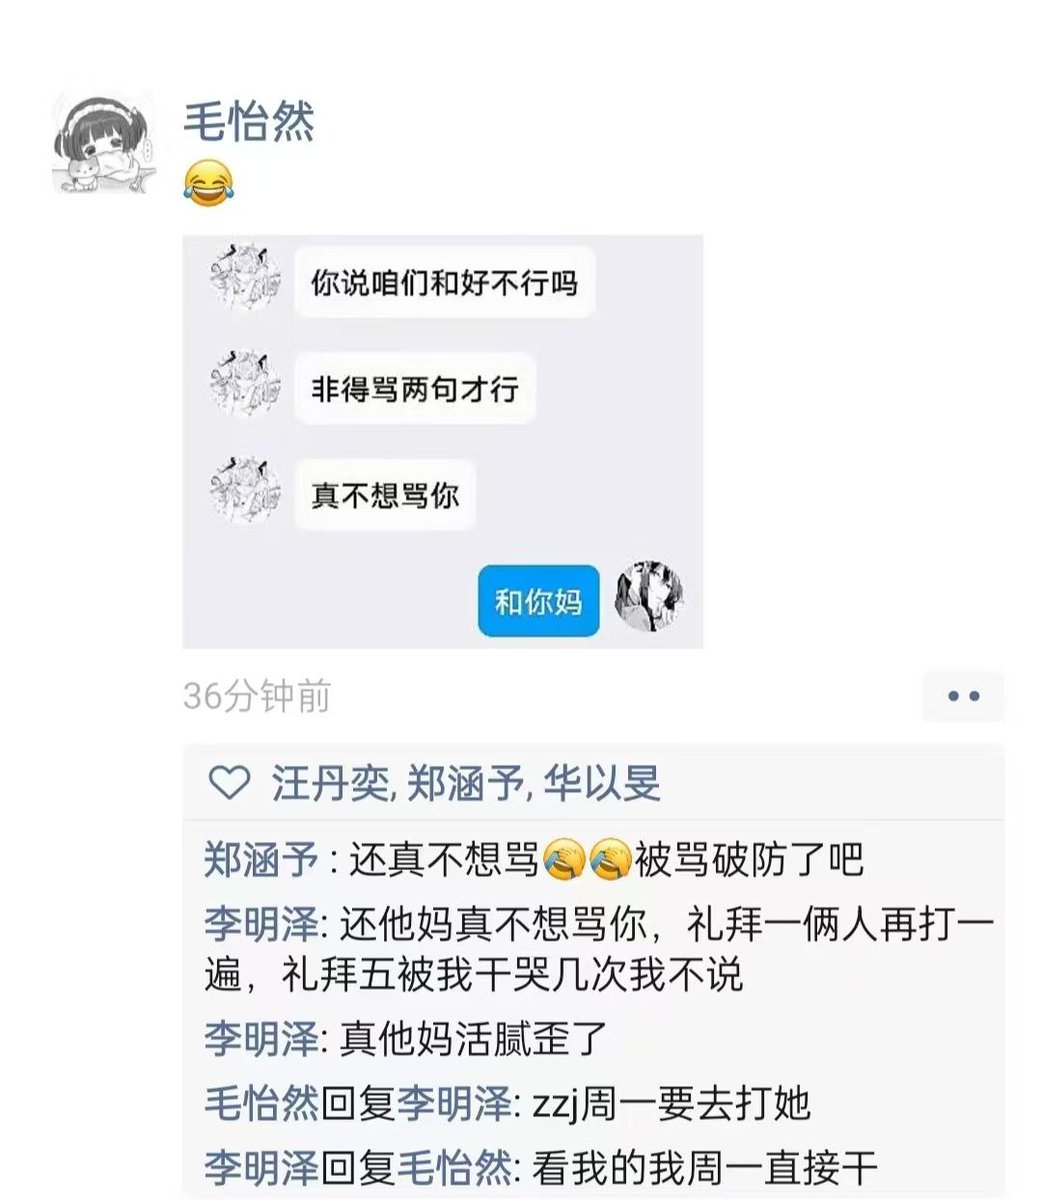 毛怡然
😂
你说咱们和好不行吗
非得骂两句才行
真不想骂你
和你妈
36分钟前
汪丹奕, 郑涵予, 华以旻
郑涵予 : 还真不想骂🤣🤣被骂破防了吧
李明泽: 还他妈真不想骂你，礼拜一俩人再打一
遍，礼拜五被我干哭几次我不说
李明泽: 真他妈活腻歪了
毛怡然回复李明泽: zzj周一要去打她
李明泽回复毛怡然: 看我的我周一直接干